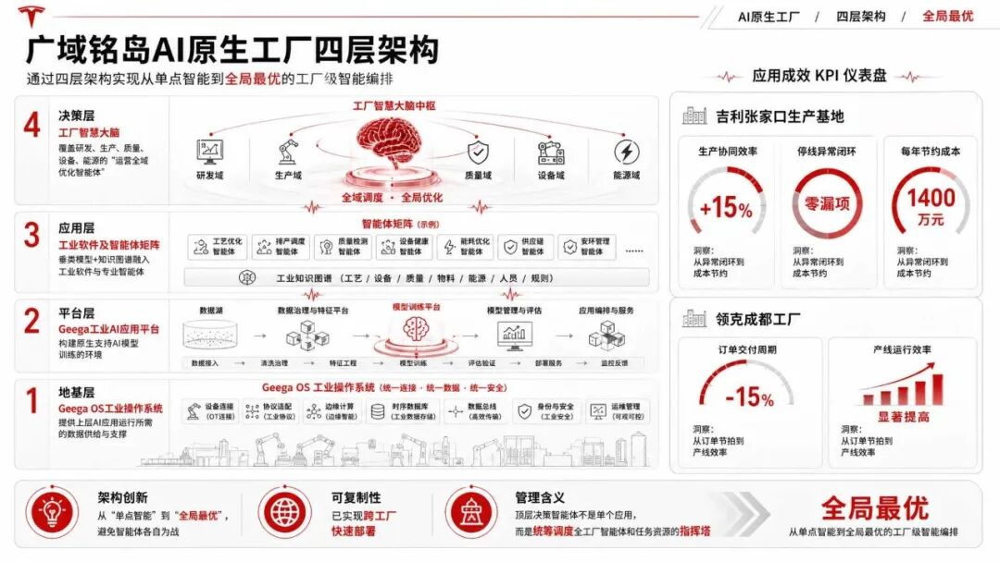 AI原生工厂 / 四层架构 / 全局最优
广域铭岛AI原生工厂四层架构
通过四层架构实现从单点智能到全局最优的工厂级智能编排
4
决策层
工厂智慧大脑
覆盖研发、生产、质量、
设备、能源的“运营全域
优化智能体”
工厂智慧大脑中枢
研发域
生产域
质量域
设备域
能源域
全域调度 · 全局优化
3
应用层
工业软件及智能体矩阵
垂类模型+知识图谱融入
工业软件与专业智能体
智能体矩阵（示例）
工艺优化
智能体
排产调度
智能体
质量检测
智能体
设备健康
智能体
能耗优化
智能体
供应链
智能体
安环管理
智能体
……
工业知识图谱（工艺 / 设备 / 质量 / 物料 / 能源 / 人员 / 规则）
2
平台层
Geega工业AI应用平台
构建原生支持AI模型
训练的环境
数据湖
数据治理与特征平台
模型训练平台
模型管理与评估
应用编排与服务
数据接入 → 清洗治理 → 特征工程 → 模型训练 → 评估验证 → 部署服务 → 监控反馈
1
地基层
Geega OS工业操作系统
提供上层AI应用运行所需
的数据供给与支撑
Geega OS 工业操作系统（统一连接 · 统一数据 · 统一安全）
设备连接
（OT连接）
协议适配
（工业协议）
边缘计算
（边缘智能）
时序数据库
（工业数据存储）
数据总线
（高效传输）
身份与安全
（工业安全）
运维管理
（可观可控）
应用成效 KPI 仪表盘
吉利张家口生产基地
生产协同效率
+15%
洞察：
从异常闭环到
成本节约
停线异常闭环
零漏项
洞察：
从异常闭环到
成本节约
每年节约成本
1400
万元
洞察：
从异常闭环到
成本节约
领克成都工厂
订单交付周期
-15%
洞察：
从订单节拍到
产线效率
产线运行效率
显著提高
洞察：
从订单节拍到
产线效率
架构创新
从“单点智能”到“全局最优”，
避免智能体各自为战
可复制性
已实现跨工厂
快速部署
管理含义
顶层决策智能体不是单个应用，
而是统筹调度全工厂智能体和任务资源的指挥塔
全局最优
从单点智能到全局最优的工厂级智能编排